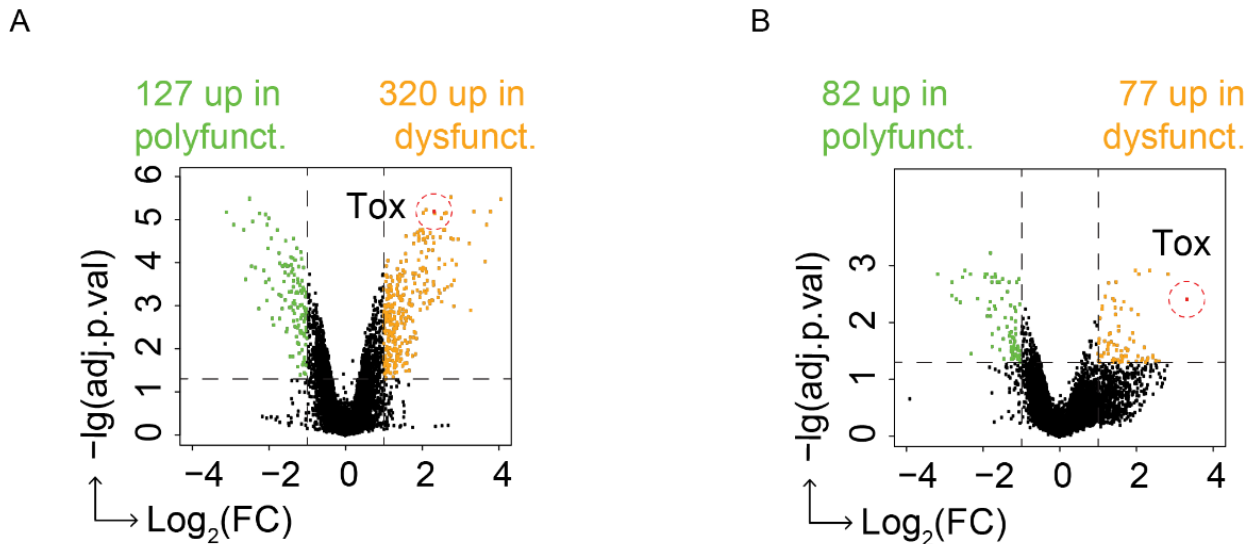 A
127 up in
polyfunct.
320 up in
dysfunct.
6
5
4
3
2
1
0
Tox
−lg(adj.p.val)
−4 −2 0 2 4
Log₂(FC)
B
82 up in
polyfunct.
77 up in
dysfunct.
3
2
1
0
Tox
−lg(adj.p.val)
−4 −2 0 2 4
Log₂(FC)